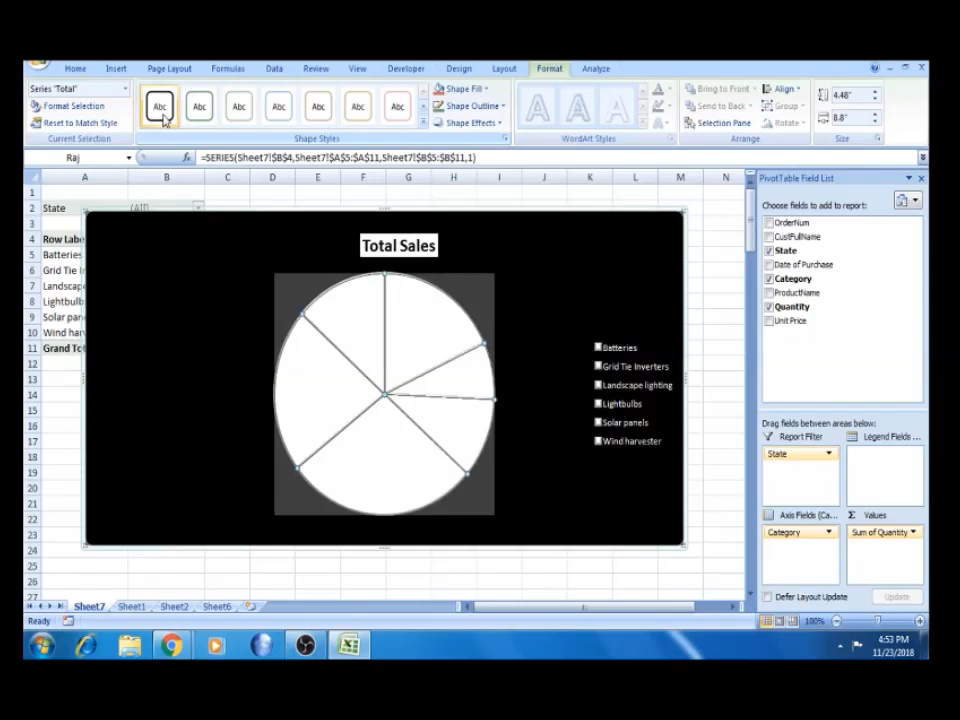 Home Insert Page Layout Formulas Data Review View Developer Design Layout Format Analyze
Series "Total"
Format Selection
Reset to Match Style
Current Selection
Abc Abc Abc Abc Abc Abc Abc
Shape Fill
Shape Outline
Shape Effects
Shape Styles
A A A
WordArt Styles
Bring to Front
Send to Back
Selection Pane
Align
Group
Rotate
Arrange
4.48"
8.8"
Size
Raj
fx =SERIES(Sheet7!$B$4,Sheet7!$A$5:$A$11,Sheet7!$B$5:$B$11,1)
A B C D E F G H I J K L M N
1
2 State (All)
3
4 Row Labe
5 Batteries
6 Grid Tie In
7 Landscape
8 Lightbulbs
9 Solar pan
10 Wind har
11 Grand To
12
13
14
15
16
17
18
19
20
21
22
23
24
25
26
27
Total Sales
Batteries
Grid Tie Inverters
Landscape lighting
Lightbulbs
Solar panels
Wind harvester
PivotTable Field List
Choose fields to add to report:
OrderNum
CustFullName
State
Date of Purchase
Category
ProductName
Quantity
Unit Price
Drag fields between areas below:
Report Filter Legend Fields ...
State
Axis Fields (Ca... Σ Values
Category Sum of Quantity
Defer Layout Update Update
Sheet7 Sheet1 Sheet2 Sheet6
Ready 100%
4:53 PM
11/23/2018